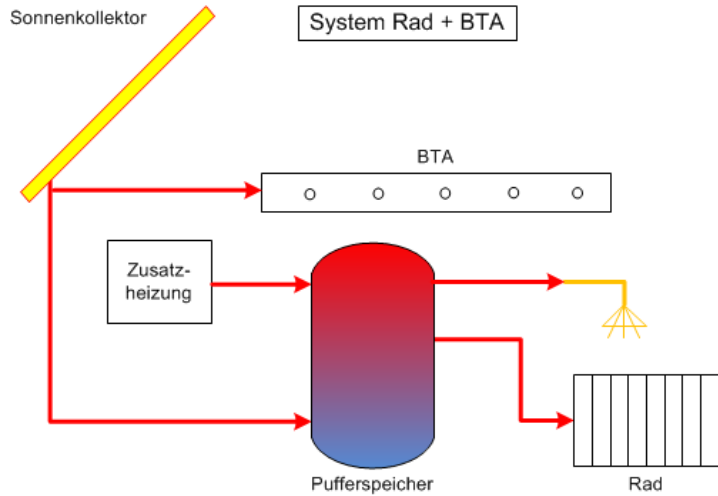 Sonnenkollektor
System Rad + BTA
BTA
Zusatz-
heizung
Pufferspeicher
Rad